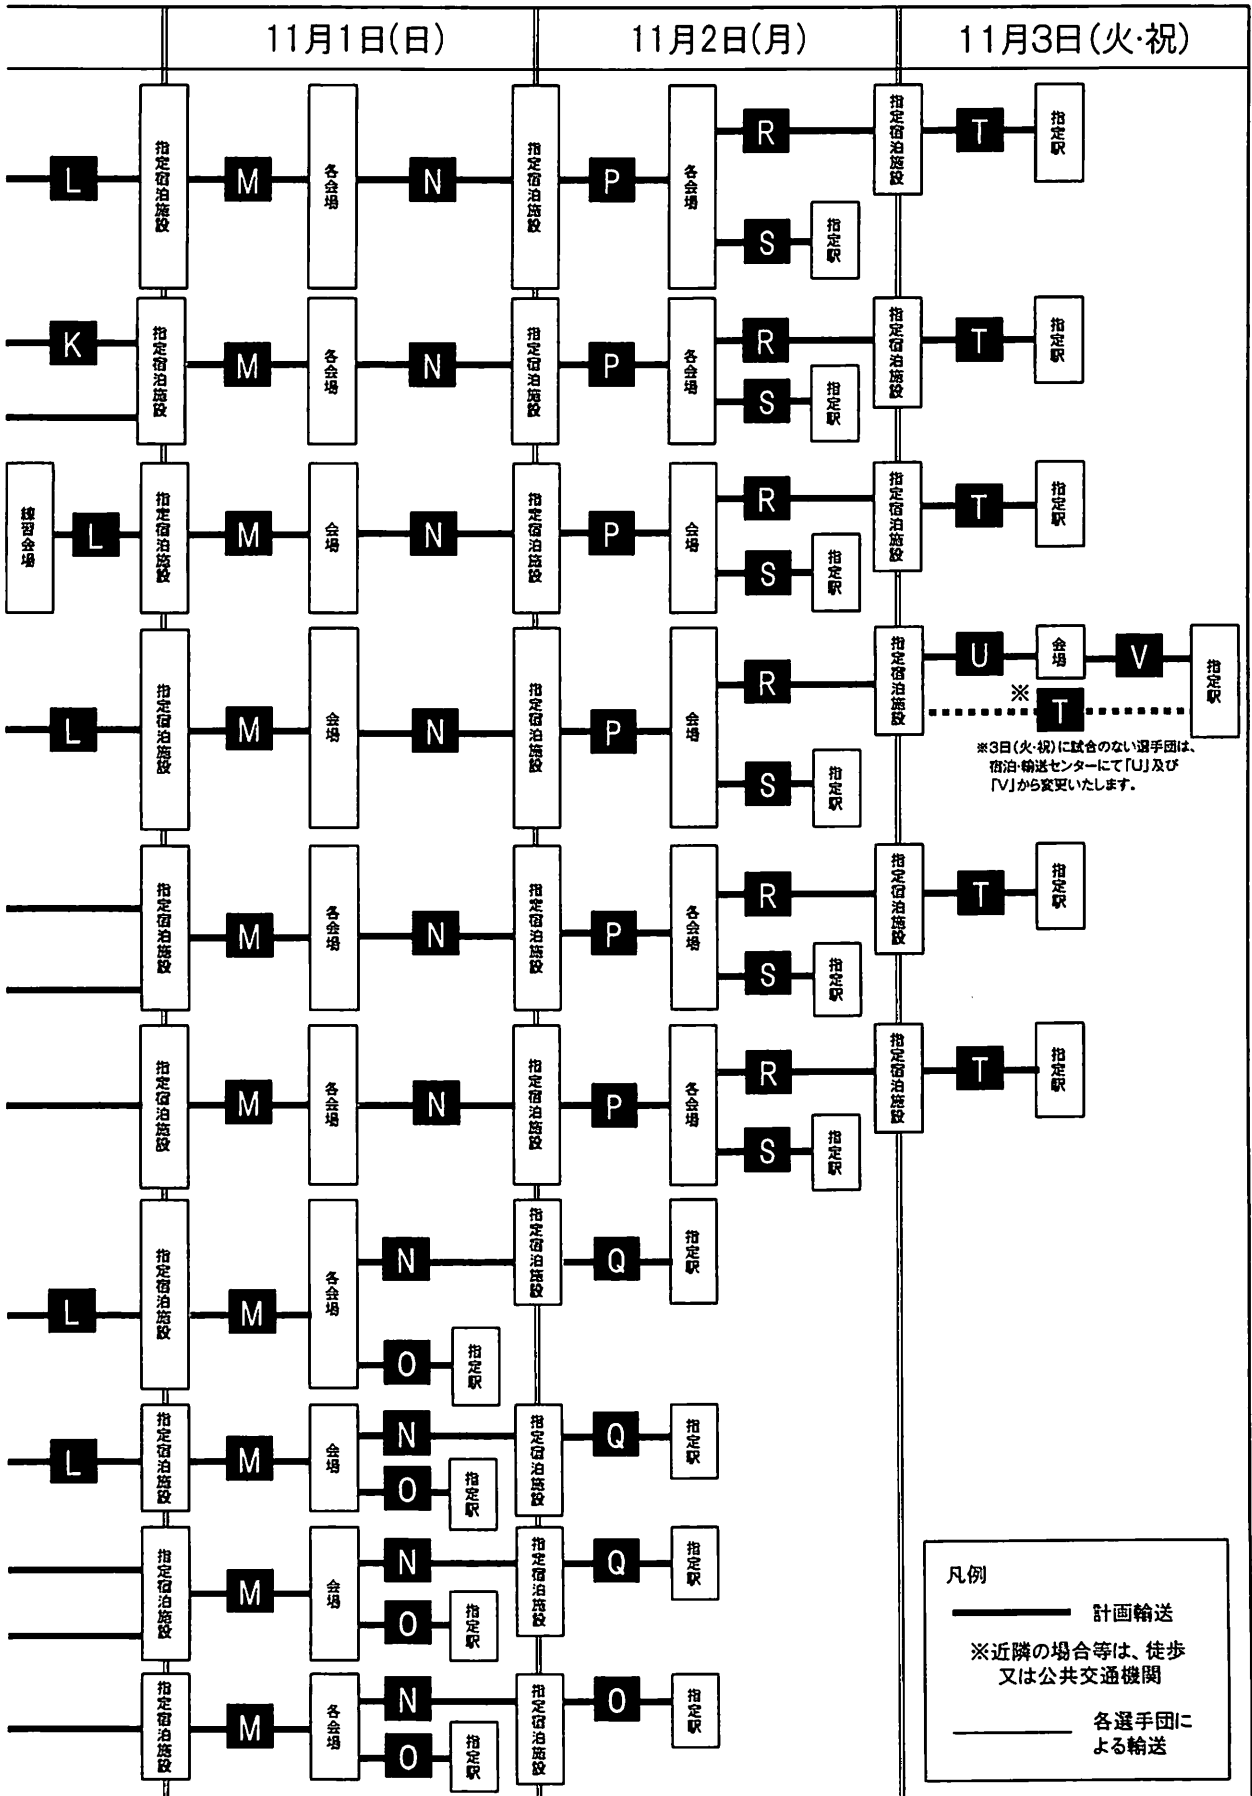 11月1日(日)
11月2日(月)
11月3日(火・祝)
L
指定宿泊施設
M
各会場
N
指定宿泊施設
P
各会場
R
指定宿泊施設
T
指定駅
S
指定駅
K
指定宿泊施設
M
各会場
N
指定宿泊施設
P
各会場
R
指定宿泊施設
T
指定駅
S
指定駅
練習会場
L
指定宿泊施設
M
会場
N
指定宿泊施設
P
会場
R
指定宿泊施設
T
指定駅
S
指定駅
L
指定宿泊施設
M
会場
N
指定宿泊施設
P
会場
R
指定宿泊施設
U
会場
V
指定駅
※
T
※3日(火・祝)に試合のない選手団は、
宿泊・輸送センターにて「U」及び
「V」から変更いたします。
S
指定駅
指定宿泊施設
M
各会場
N
指定宿泊施設
P
各会場
R
指定宿泊施設
T
指定駅
S
指定駅
指定宿泊施設
M
各会場
N
指定宿泊施設
P
各会場
R
指定宿泊施設
T
指定駅
S
指定駅
L
指定宿泊施設
M
各会場
N
指定宿泊施設
Q
指定駅
O
指定駅
L
指定宿泊施設
M
会場
N
指定宿泊施設
Q
指定駅
O
指定駅
指定宿泊施設
M
会場
N
指定宿泊施設
Q
指定駅
O
指定駅
指定宿泊施設
M
各会場
N
指定宿泊施設
O
指定駅
O
指定駅
凡例
計画輸送
※近隣の場合等は、徒歩
又は公共交通機関
各選手団に
よる輸送